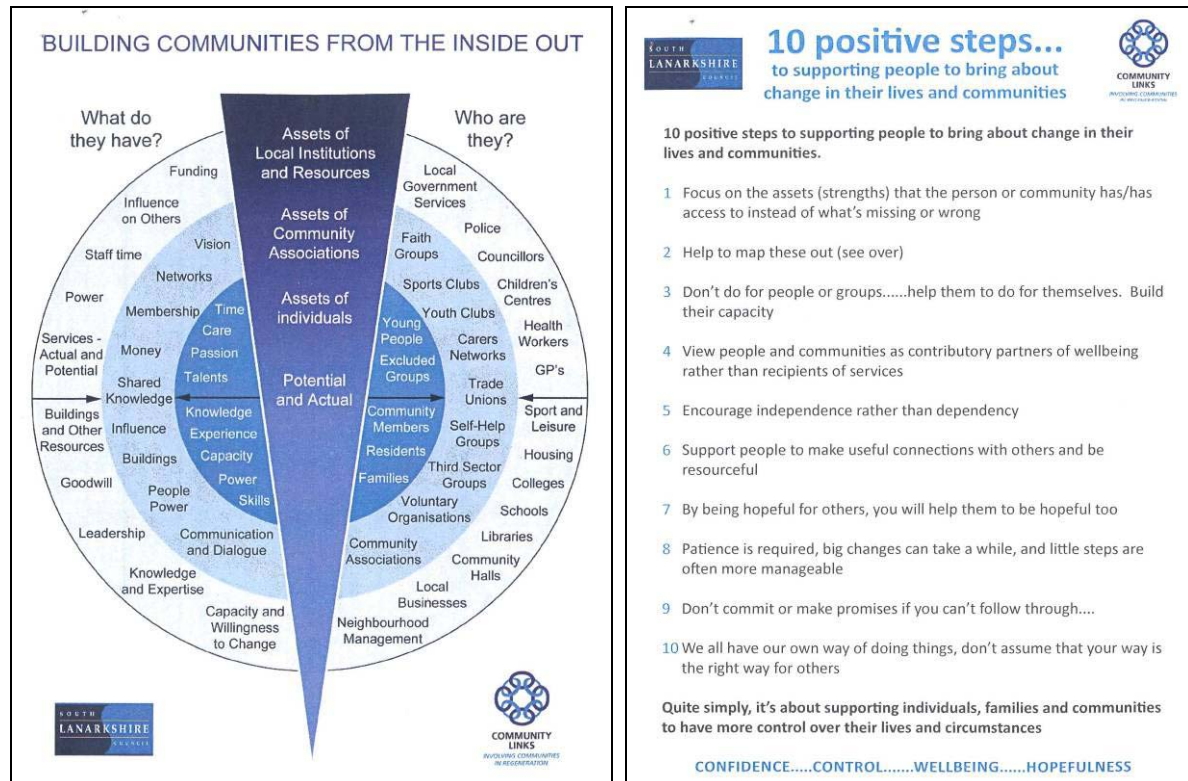 BUILDING COMMUNITIES FROM THE INSIDE OUT
What do
they have?
Funding
Influence
on Others
Staff time
Power
Services -
Actual and
Potential
Buildings
and Other
Resources
Goodwill
Leadership
Knowledge
and Expertise
Capacity and
Willingness
to Change
Vision
Networks
Membership
Money
Shared
Knowledge
Influence
Buildings
People
Power
Communication
and Dialogue
Time
Care
Passion
Talents
Knowledge
Experience
Capacity
Power
Skills
Assets of
Local Institutions
and Resources
Assets of
Community
Associations
Assets of
individuals
Potential
and Actual
Who are
they?
Young
People
Excluded
Groups
Community
Members
Residents
Families
Faith
Groups
Sports Clubs
Youth Clubs
Carers
Networks
Trade
Unions
Self-Help
Groups
Third Sector
Groups
Voluntary
Organisations
Community
Associations
Local
Government
Services
Police
Councillors
Children's
Centres
Health
Workers
GP's
Sport and
Leisure
Housing
Colleges
Schools
Libraries
Community
Halls
Local
Businesses
Neighbourhood
Management
SOUTH
LANARKSHIRE
COUNCIL
COMMUNITY
LINKS
INVOLVING COMMUNITIES
IN REGENERATION
SOUTH
LANARKSHIRE
COUNCIL
10 positive steps...
to supporting people to bring about
change in their lives and communities
COMMUNITY
LINKS
INVOLVING COMMUNITIES
IN REGENERATION
10 positive steps to supporting people to bring about change in their
lives and communities.
1 Focus on the assets (strengths) that the person or community has/has
access to instead of what's missing or wrong
2 Help to map these out (see over)
3 Don't do for people or groups......help them to do for themselves. Build
their capacity
4 View people and communities as contributory partners of wellbeing
rather than recipients of services
5 Encourage independence rather than dependency
6 Support people to make useful connections with others and be
resourceful
7 By being hopeful for others, you will help them to be hopeful too
8 Patience is required, big changes can take a while, and little steps are
often more manageable
9 Don't commit or make promises if you can't follow through....
10 We all have our own way of doing things, don't assume that your way is
the right way for others
Quite simply, it's about supporting individuals, families and communities
to have more control over their lives and circumstances
CONFIDENCE.....CONTROL.......WELLBEING.....HOPEFULNESS